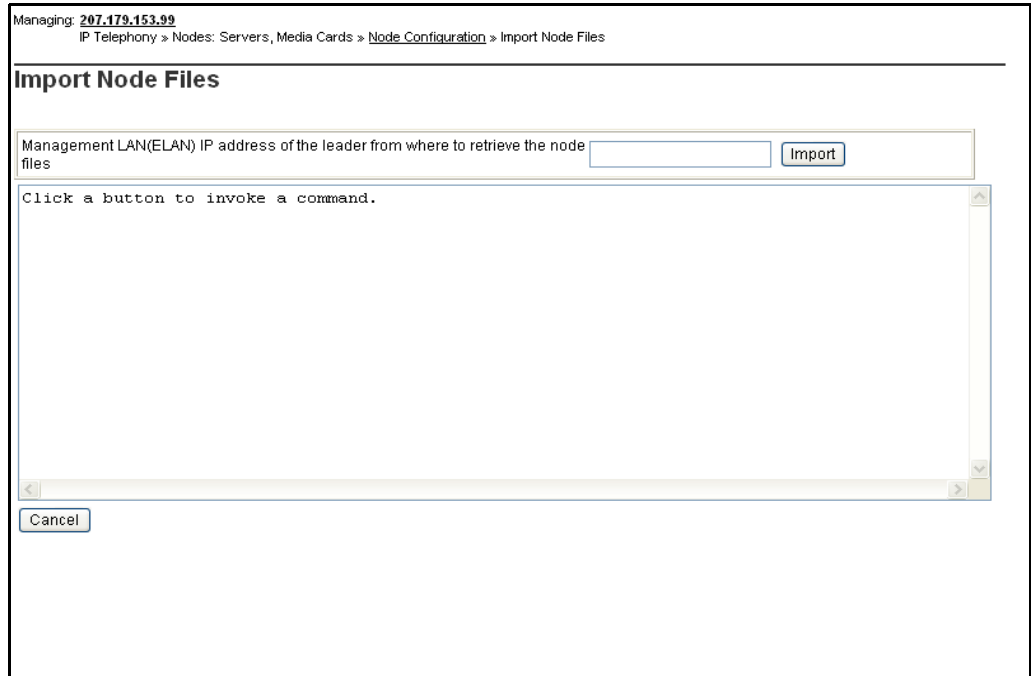 Managing: 207.179.153.99
IP Telephony » Nodes: Servers, Media Cards » Node Configuration » Import Node Files
Import Node Files
Management LAN(ELAN) IP address of the leader from where to retrieve the node
files
Import
Click a button to invoke a command.
Cancel